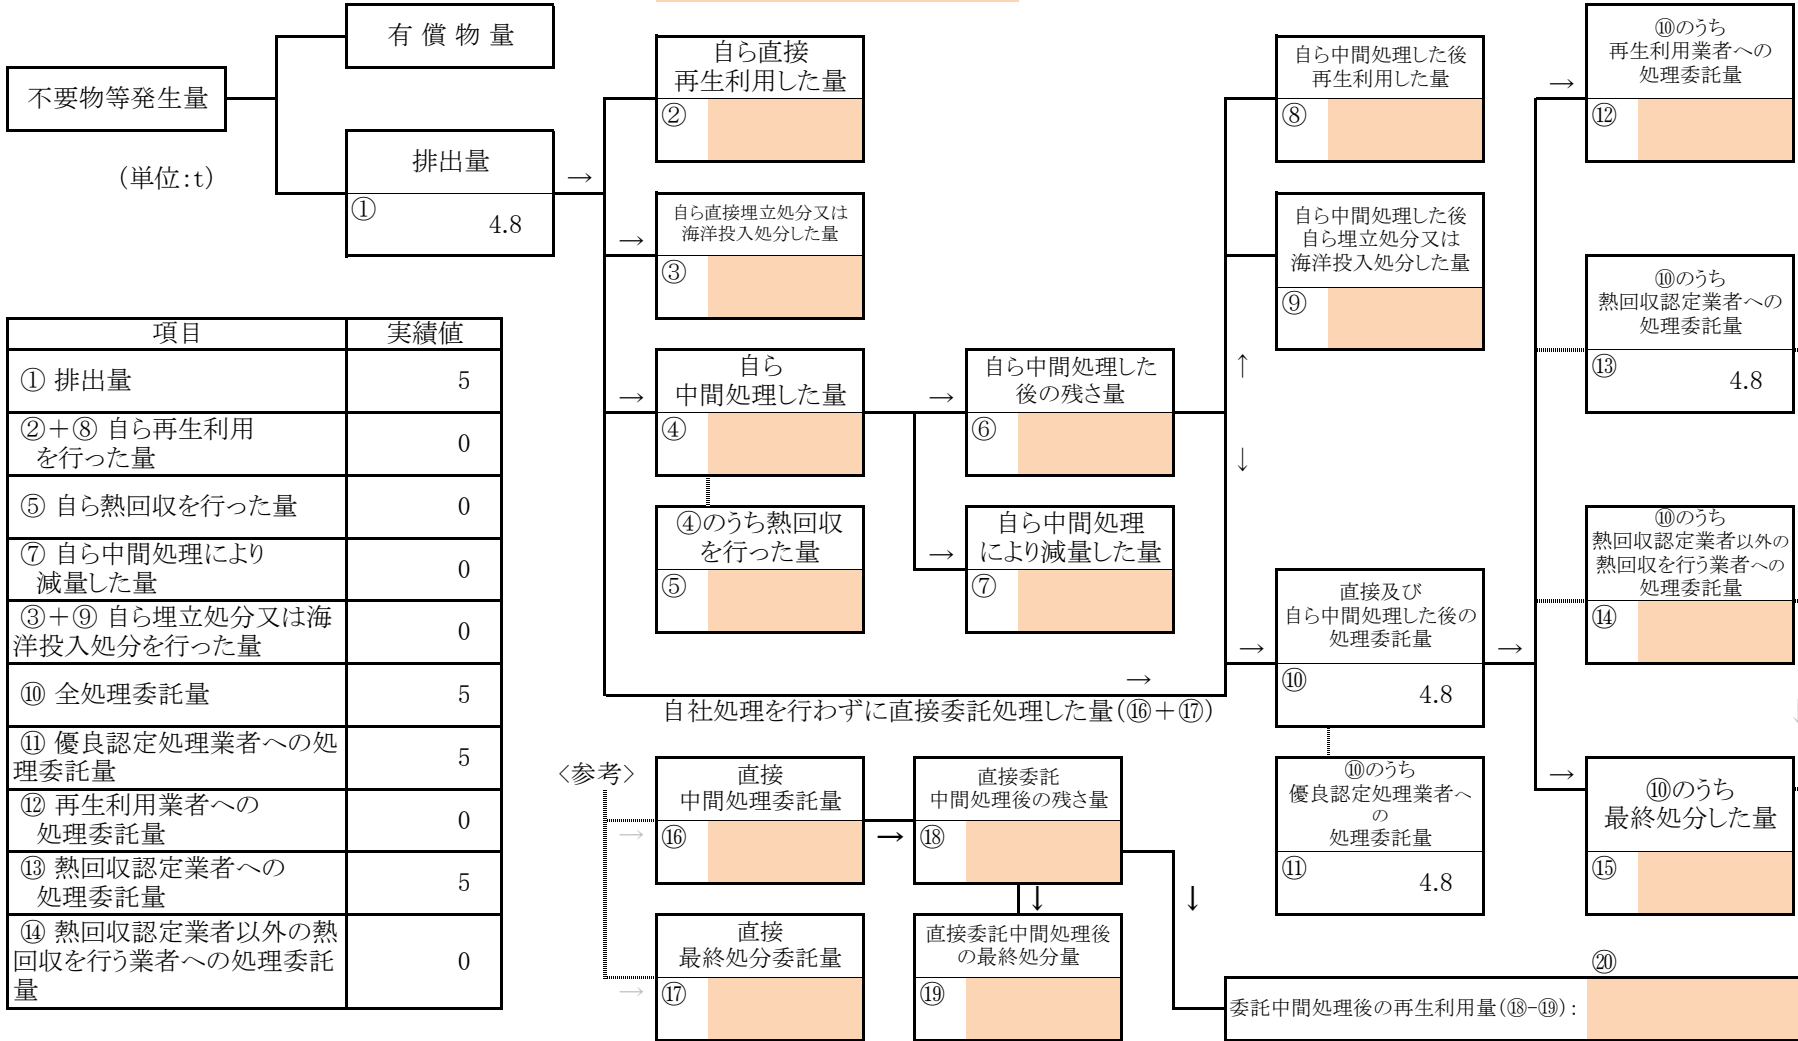 有 償 物 量
不要物等発生量
(単位:t)
排出量
→
①
4.8
自ら直接
再生利用した量
②
自ら直接埋立処分又は
海洋投入処分した量
→
③
自ら
中間処理した量
→
④
④のうち熱回収
を行った量
⑤
自ら中間処理した
後の残さ量
→
⑥
自ら中間処理
により減量した量
→
⑦
自ら中間処理した後
再生利用した量
⑧
自ら中間処理した後
自ら埋立処分又は
海洋投入処分した量
⑨
↑
↓
直接及び
自ら中間処理した後の
処理委託量
→
→
⑩
4.8
→
自社処理を行わずに直接委託処理した量(⑯+⑰)
⑩のうち
優良認定処理業者へ
の
処理委託量
⑪
4.8
⑩のうち
再生利用業者への
処理委託量
→
⑫
⑩のうち
熱回収認定業者への
処理委託量
⑬
4.8
⑩のうち
熱回収認定業者以外の
熱回収を行う業者への
処理委託量
⑭
⑩のうち
最終処分した量
→
⑮
項目 実績値
① 排出量 5
②+⑧ 自ら再生利用
を行った量 0
⑤ 自ら熱回収を行った量 0
⑦ 自ら中間処理により
減量した量 0
③+⑨ 自ら埋立処分又は海
洋投入処分を行った量 0
⑩ 全処理委託量 5
⑪ 優良認定処理業者への処
理委託量 5
⑫ 再生利用業者への
処理委託量 0
⑬ 熱回収認定業者への
処理委託量 5
⑭ 熱回収認定業者以外の熱
回収を行う業者への処理委託
量 0
<参考>
直接
中間処理委託量
→
⑯
直接委託
中間処理後の残さ量
→
⑱
↓
↓
直接
最終処分委託量
→
⑰
直接委託中間処理後
の最終処分量
⑲
⑳
委託中間処理後の再生利用量(⑱-⑲):